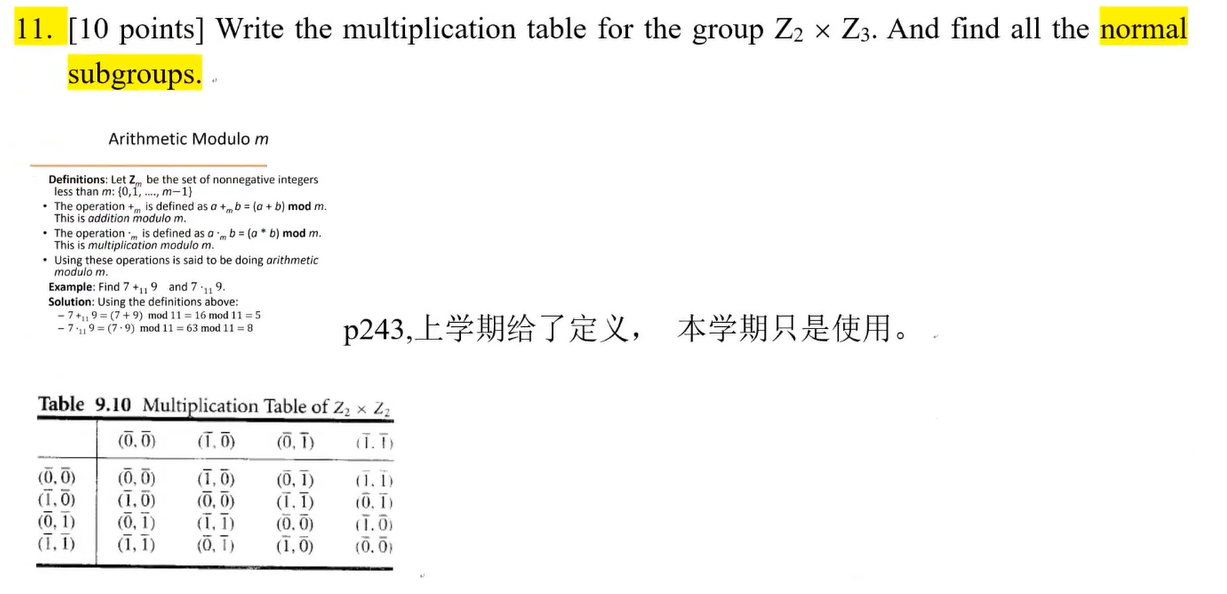 11. [10 points] Write the multiplication table for the group Z₂ × Z₃. And find all the normal
subgroups.
Arithmetic Modulo m
Definitions: Let Zₘ be the set of nonnegative integers
less than m: {0,1, …., m−1}
• The operation +ₘ is defined as a +ₘ b = (a + b) mod m.
This is addition modulo m.
• The operation ·ₘ is defined as a ·ₘ b = (a * b) mod m.
This is multiplication modulo m.
• Using these operations is said to be doing arithmetic
modulo m.
Example: Find 7 +₁₁ 9 and 7 ·₁₁ 9.
Solution: Using the definitions above:
− 7 +₁₁ 9 = (7 + 9) mod 11 = 16 mod 11 = 5
− 7 ·₁₁ 9 = (7 · 9) mod 11 = 63 mod 11 = 8
p243,上学期给了定义， 本学期只是使用。
Table 9.10 Multiplication Table of Z₂ × Z₂
(0̄, 0̄) (1̄, 0̄) (0̄, 1̄) (1̄, 1̄)
(0̄, 0̄) (0̄, 0̄) (1̄, 0̄) (0̄, 1̄) (1̄, 1̄)
(1̄, 0̄) (1̄, 0̄) (0̄, 0̄) (1̄, 1̄) (0̄, 1̄)
(0̄, 1̄) (0̄, 1̄) (1̄, 1̄) (0̄, 0̄) (1̄, 0̄)
(1̄, 1̄) (1̄, 1̄) (0̄, 1̄) (1̄, 0̄) (0̄, 0̄)